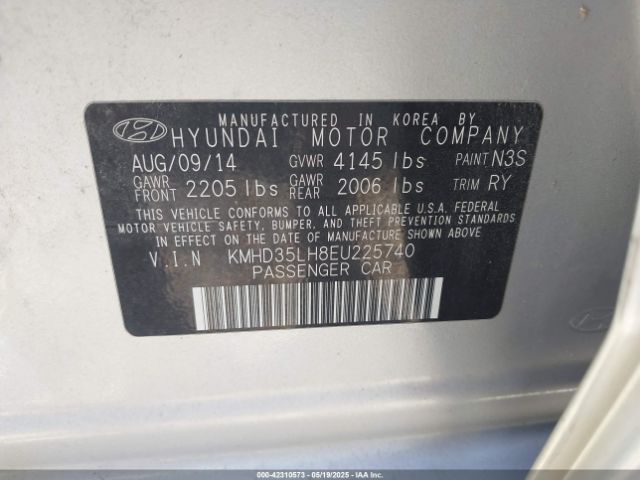 MANUFACTURED IN KOREA BY
HYUNDAI MOTOR COMPANY
AUG/09/14 GVWR 4145 lbs PAINT N3S
GAWR FRONT 2205 lbs GAWR REAR 2006 lbs TRIM RY
THIS VEHICLE CONFORMS TO ALL APPLICABLE U.S.A. FEDERAL
MOTOR VEHICLE SAFETY, BUMPER, AND THEFT PREVENTION STANDARDS
IN EFFECT ON THE DATE OF MANUFACTURE SHOWN ABOVE.
V.I.N KMHD35LH8EU225740
PASSENGER CAR
© 42310573 - 05/19/2025 - IAA, Inc.